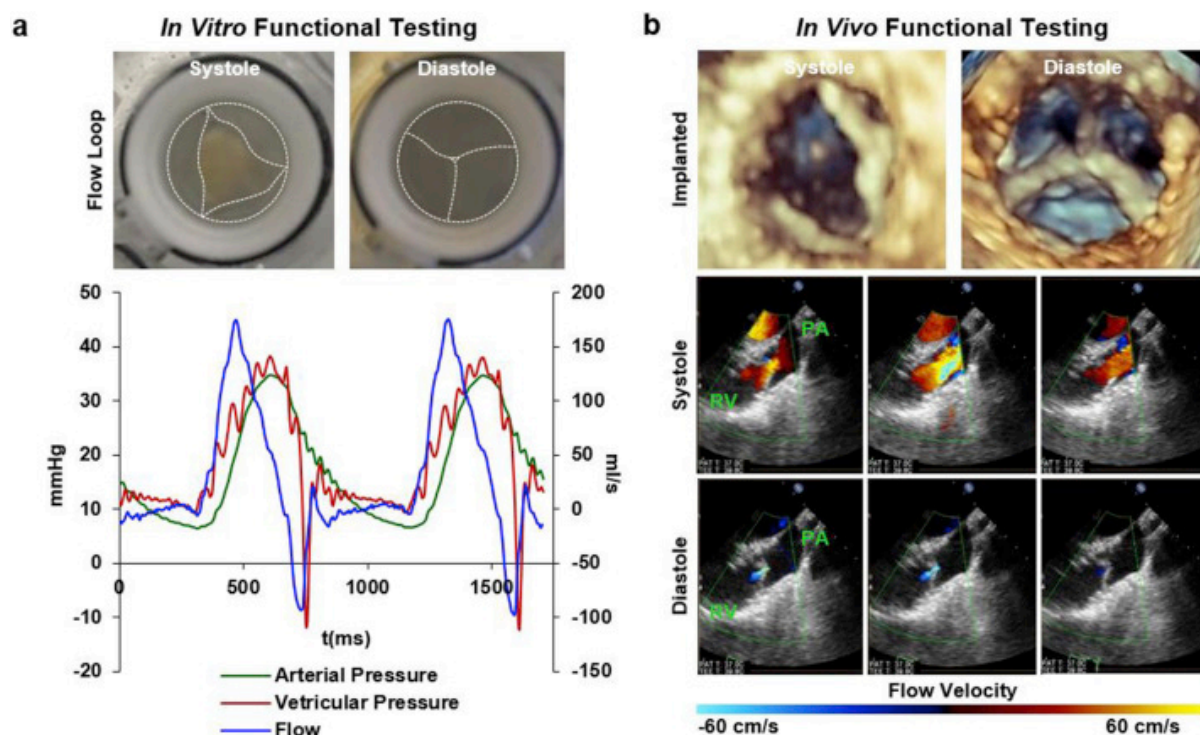 a
In Vitro Functional Testing
Systole
Diastole
Flow Loop
50
40
30
20
10
0
-10
-20
mmHg
0
500
1000
1500
t(ms)
200
150
100
50
0
-50
-100
-150
ml/s
Arterial Pressure
Vetricular Pressure
Flow
b
In Vivo Functional Testing
Systole
Diastole
Implanted
Systole
PA
RV
Diastole
PA
RV
Flow Velocity
-60 cm/s
60 cm/s